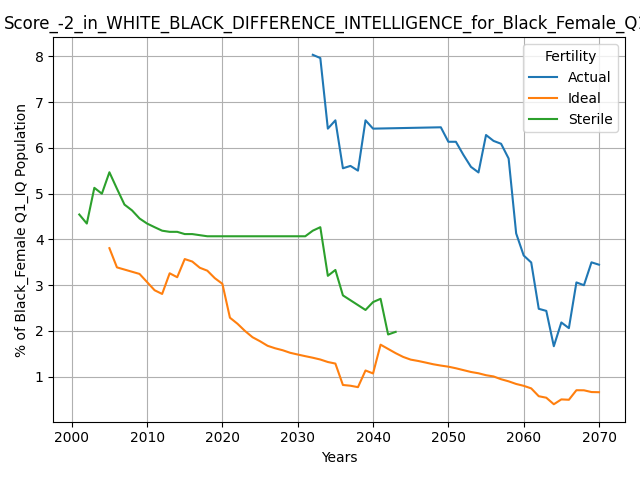 Score_-2_in_WHITE_BLACK_DIFFERENCE_INTELLIGENCE_for_Black_Female_Q1
Fertility
Actual
Ideal
Sterile
% of Black_Female Q1_IQ Population
8
7
6
5
4
3
2
1
2000 2010 2020 2030 2040 2050 2060 2070
Years